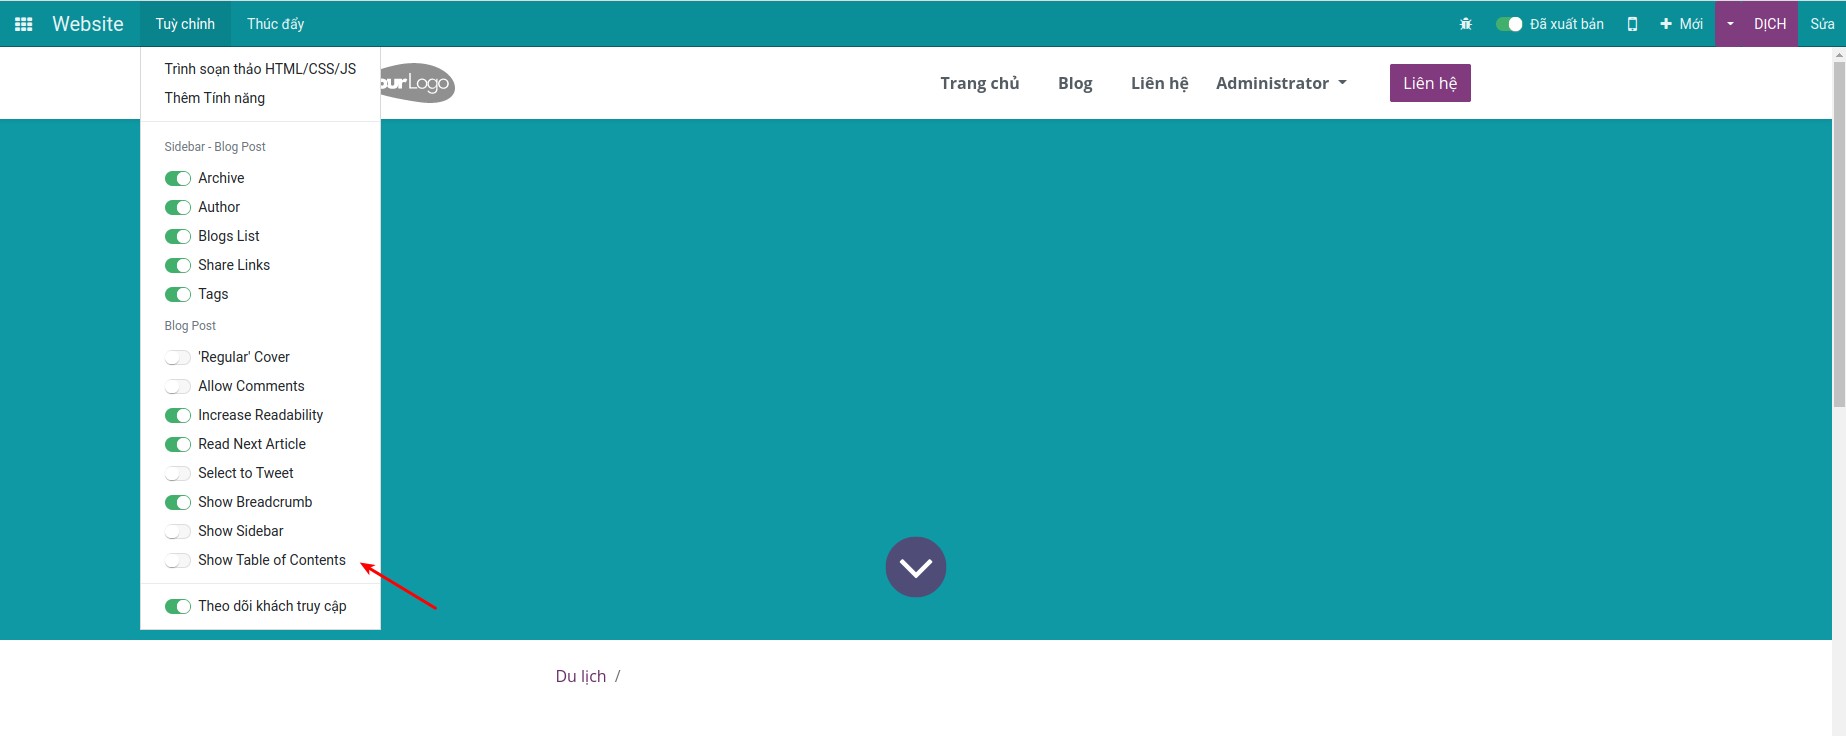 Website Tuỳ chỉnh Thúc đẩy Đã xuất bản Mới DỊCH Sửa
Trình soạn thảo HTML/CSS/JS
Thêm Tính năng
our Logo
Trang chủ Blog Liên hệ Administrator Liên hệ
Sidebar - Blog Post
Archive
Author
Blogs List
Share Links
Tags
Blog Post
'Regular' Cover
Allow Comments
Increase Readability
Read Next Article
Select to Tweet
Show Breadcrumb
Show Sidebar
Show Table of Contents
Theo dõi khách truy cập
Du lịch /